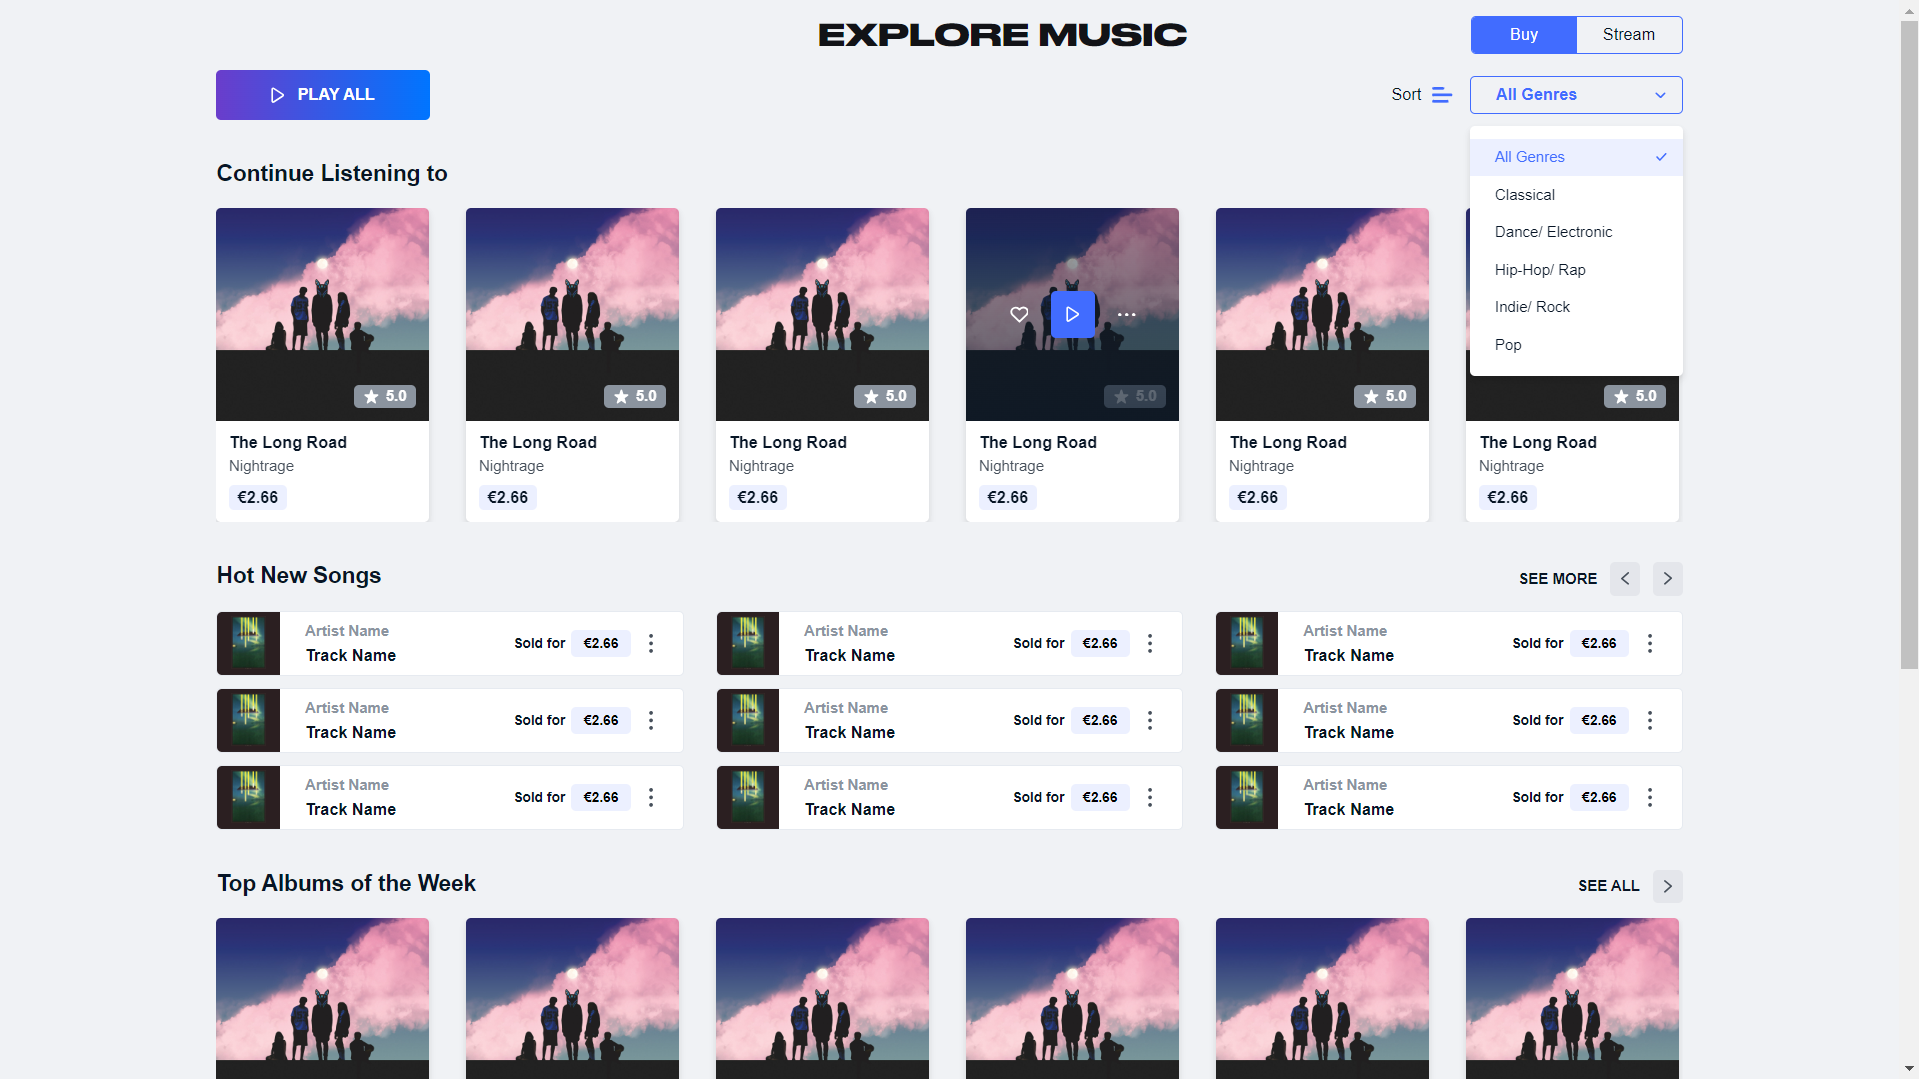 EXPLORE MUSIC
Buy
Stream
PLAY ALL
Sort
All Genres
All Genres
Classical
Dance/ Electronic
Hip-Hop/ Rap
Indie/ Rock
Pop
Continue Listening to
5.0
5.0
5.0
5.0
5.0
5.0
The Long Road
The Long Road
The Long Road
The Long Road
The Long Road
The Long Road
Nightrage
Nightrage
Nightrage
Nightrage
Nightrage
Nightrage
€2.66
€2.66
€2.66
€2.66
€2.66
€2.66
Hot New Songs
SEE MORE
Artist Name
Track Name
Sold for €2.66
Artist Name
Track Name
Sold for €2.66
Artist Name
Track Name
Sold for €2.66
Artist Name
Track Name
Sold for €2.66
Artist Name
Track Name
Sold for €2.66
Artist Name
Track Name
Sold for €2.66
Artist Name
Track Name
Sold for €2.66
Artist Name
Track Name
Sold for €2.66
Artist Name
Track Name
Sold for €2.66
Top Albums of the Week
SEE ALL